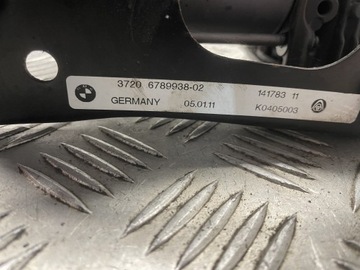 3720 6789938-02 141783 11
GERMANY 05.01.11 K0405003